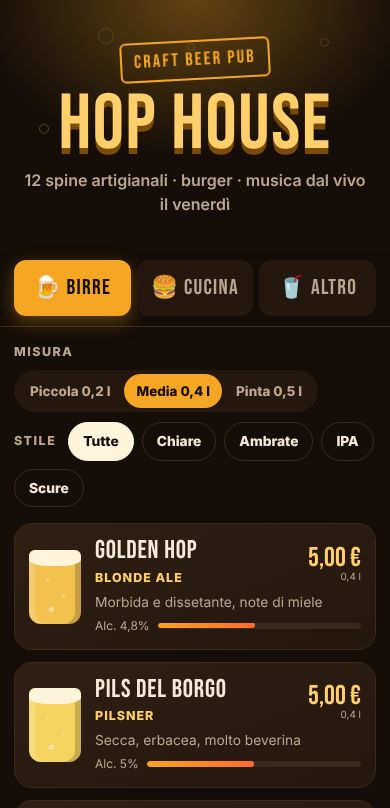 CRAFT BEER PUB
HOP HOUSE
12 spine artigianali · burger · musica dal vivo
il venerdì
BIRRE
CUCINA
ALTRO
MISURA
Piccola 0,2 l
Media 0,4 l
Pinta 0,5 l
STILE
Tutte
Chiare
Ambrate
IPA
Scure
GOLDEN HOP
5,00 €
BLONDE ALE
0,4 l
Morbida e dissetante, note di miele
Alc. 4,8%
PILS DEL BORGO
5,00 €
PILSNER
0,4 l
Secca, erbacea, molto beverina
Alc. 5%